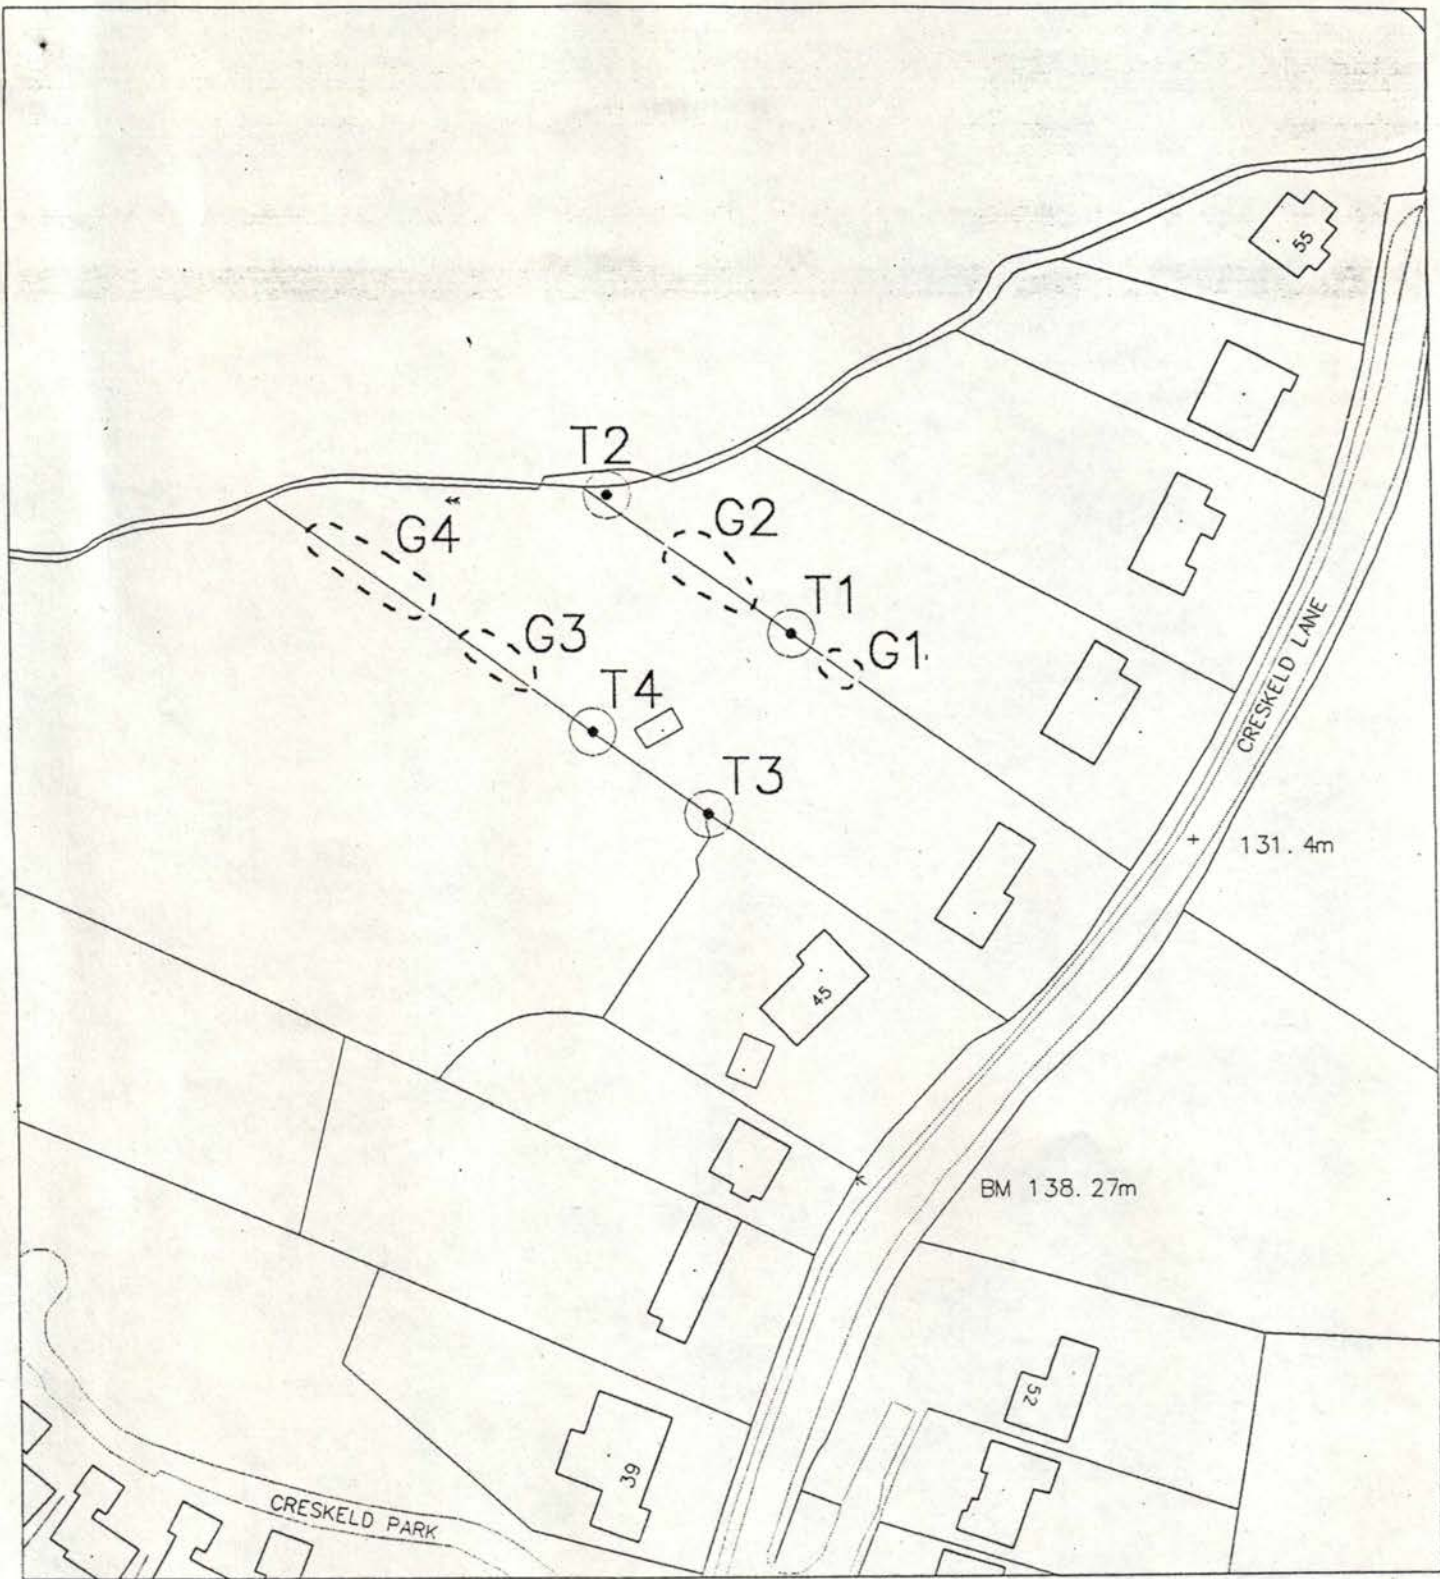 55
T2
G2
G4
T1
G3
G1
T4
CRESKELD LANE
T3
131.4m
45
BM 138.27m
52
39
CRESKELD PARK